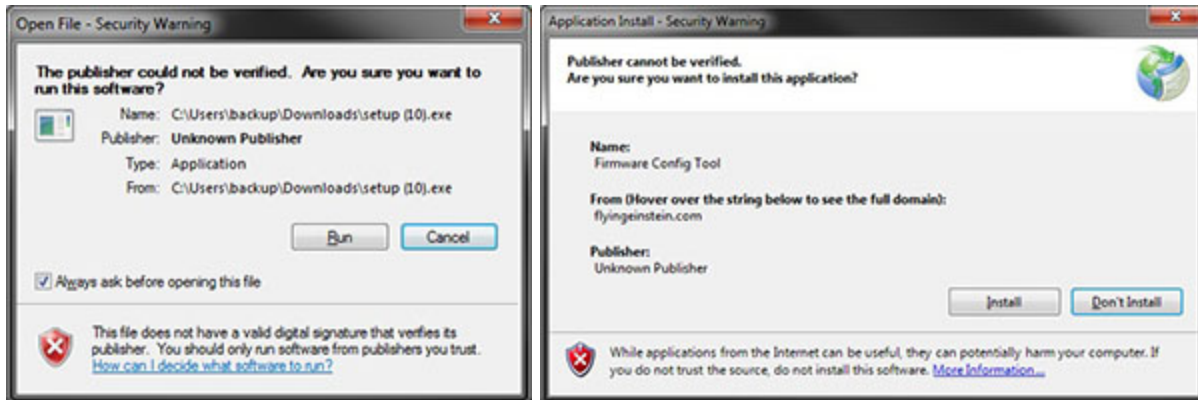 Open File - Security Warning
The publisher could not be verified. Are you sure you want to
run this software?
Name: C:\Users\backup\Downloads\setup (10).exe
Publisher: Unknown Publisher
Type: Application
From: C:\Users\backup\Downloads\setup (10).exe
Run Cancel
Always ask before opening this file
This file does not have a valid digital signature that verifies its
publisher. You should only run software from publishers you trust.
How can I decide what software to run?
Application Install - Security Warning
Publisher cannot be verified.
Are you sure you want to install this application?
Name:
Firmware Config Tool
From (Hover over the string below to see the full domain):
flyingeinstein.com
Publisher:
Unknown Publisher
Install Don't Install
While applications from the Internet can be useful, they can potentially harm your computer. If
you do not trust the source, do not install this software. More Information...